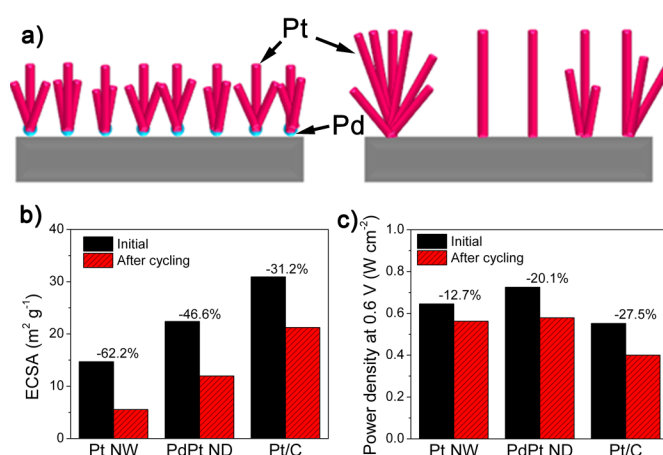 a)
Pt
Pd
b)
ECSA (m² g⁻¹)
40
30
20
10
0
Initial
After cycling
-62.2%
-46.6%
-31.2%
Pt NW
PdPt ND
Pt/C
c)
Power density at 0.6 V (W cm⁻²)
1.0
0.8
0.6
0.4
0.2
0.0
Initial
After cycling
-12.7%
-20.1%
-27.5%
Pt NW
PdPt ND
Pt/C